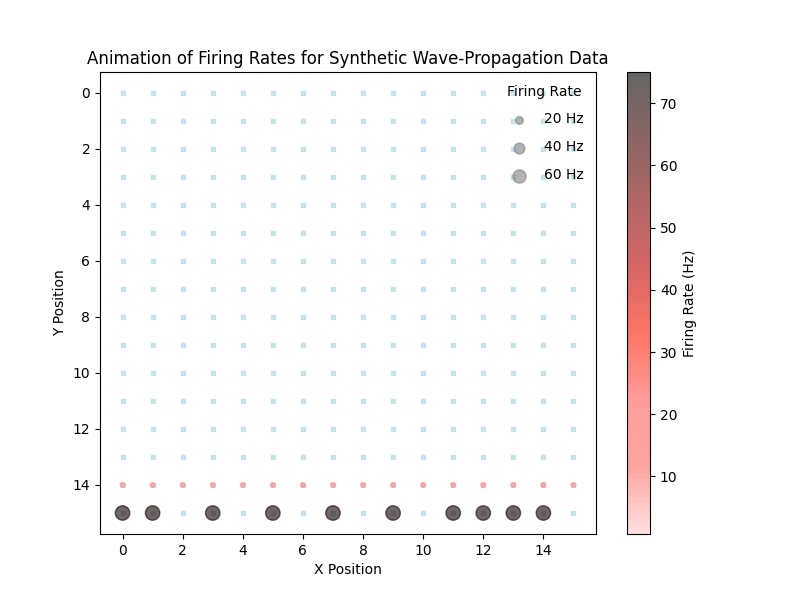 Animation of Firing Rates for Synthetic Wave-Propagation Data
Firing Rate
20 Hz
40 Hz
60 Hz
0
2
4
6
8
10
12
14
Y Position
0 2 4 6 8 10 12 14
X Position
70
60
50
40
30
20
10
Firing Rate (Hz)